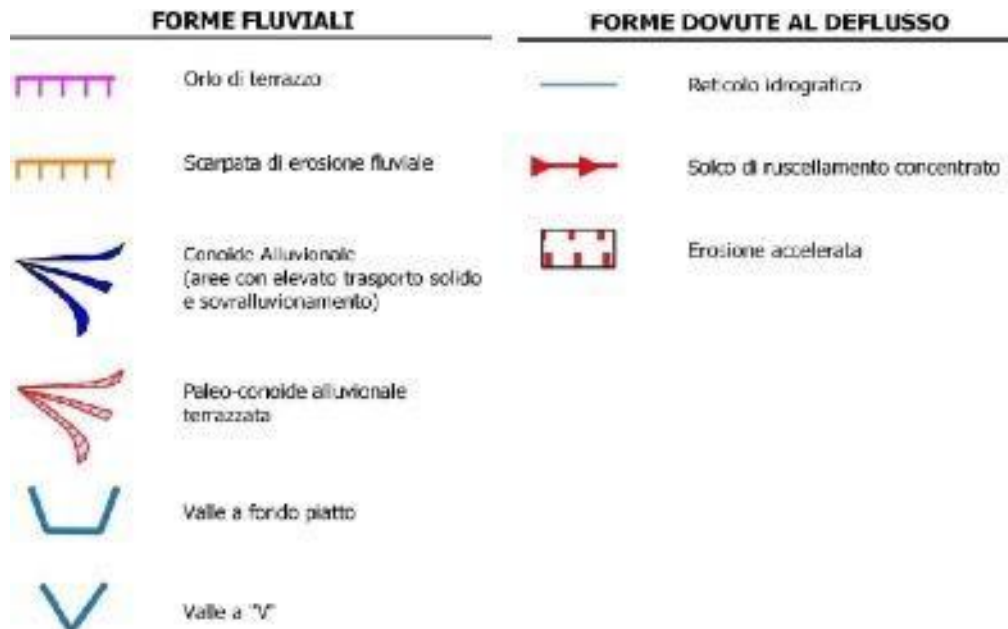 FORME FLUVIALI
Orlo di terrazzo
Scarpata di erosione fluviale
Conoide Alluvionale
(aree con elevato trasporto solido
e sovralluvionamento)
Paleo-conoide alluvionale
terrazzata
Valle a fondo piatto
Valle a "V"
FORME DOVUTE AL DEFLUSSO
Reticolo idrografico
Solco di ruscellamento concentrato
Erosione accelerata